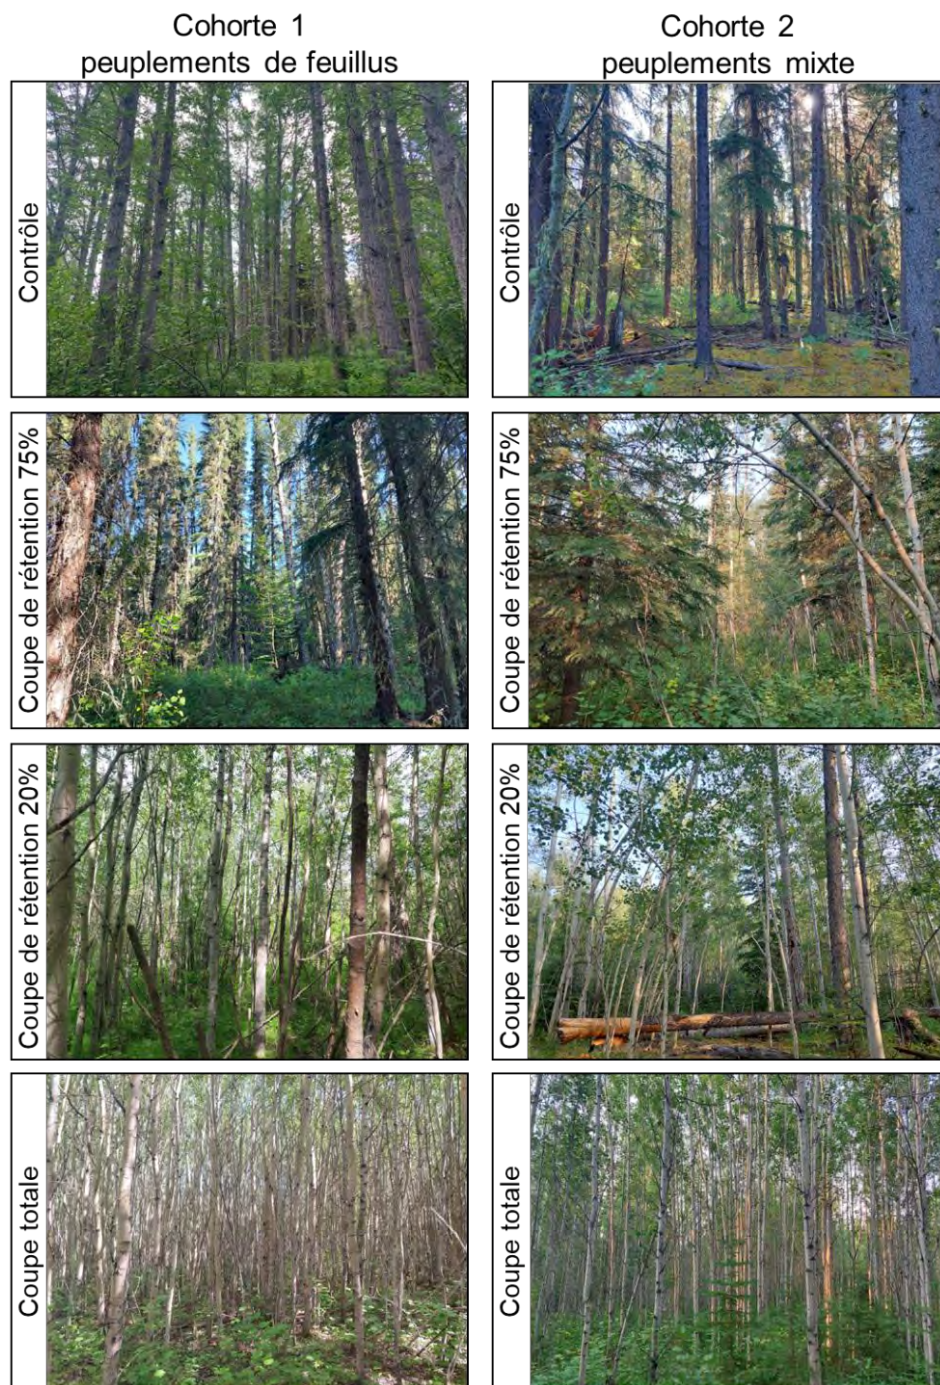 Cohorte 1
peuplements de feuillus
Cohorte 2
peuplements mixte
Contrôle
Contrôle
Coupe de rétention 75%
Coupe de rétention 75%
Coupe de rétention 20%
Coupe de rétention 20%
Coupe totale
Coupe totale